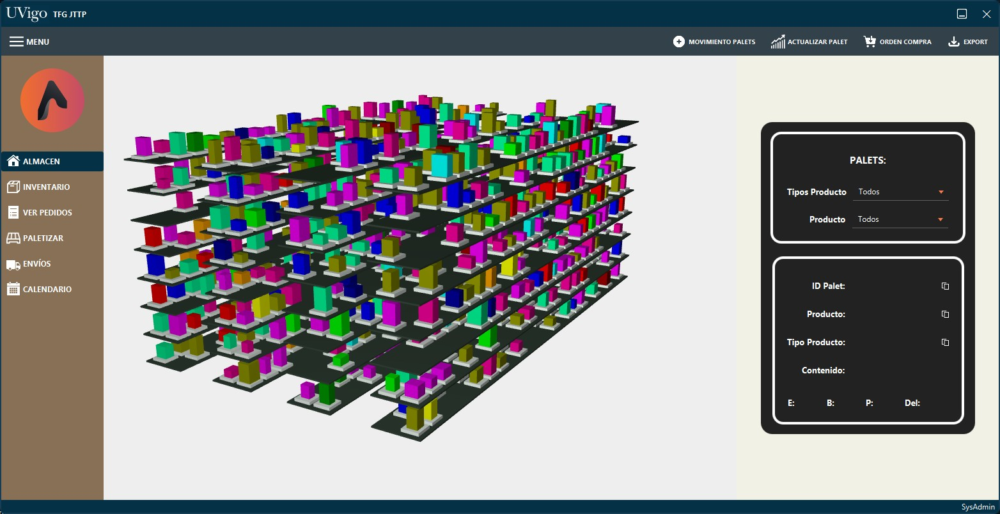 UVigo TFG JTTP
MENU
MOVIMIENTO PALETS
ACTUALIZAR PALET
ORDEN COMPRA
EXPORT
ALMACEN
INVENTARIO
VER PEDIDOS
PALETIZAR
ENVÍOS
CALENDARIO
PALETS:
Tipos Producto Todos
Producto Todos
ID Palet:
Producto:
Tipo Producto:
Contenido:
E: B: P: Del:
SysAdmin